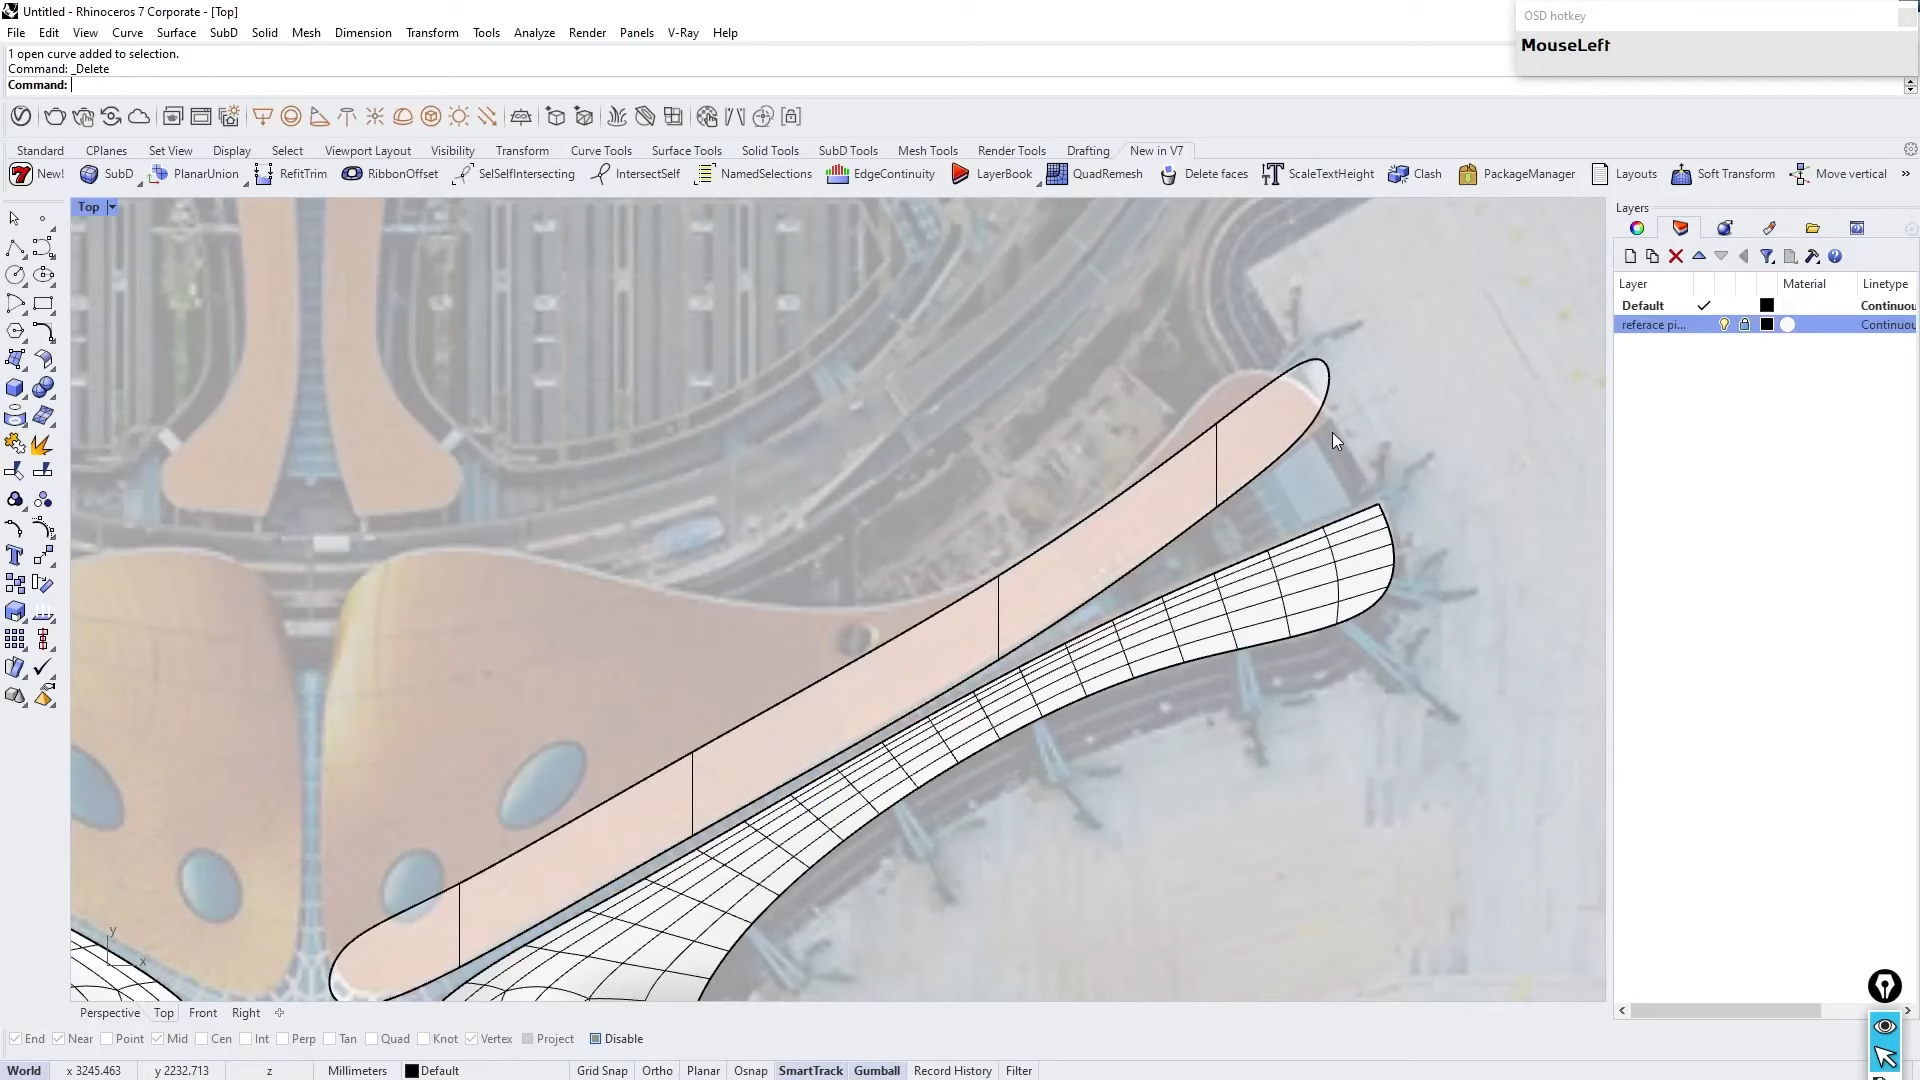 Untitled - Rhinoceros 7 Corporate - [Top]
OSD hotkey
MouseLeft
File Edit View Curve Surface SubD Solid Mesh Dimension Transform Tools Analyze Render Panels V-Ray Help
1 open curve added to selection.
Command: _Delete
Command:
Standard CPlanes Set View Display Select Viewport Layout Visibility Transform Curve Tools Surface Tools Solid Tools SubD Tools Mesh Tools Render Tools Drafting New in V7
New! SubD PlanarUnion RefitTrim RibbonOffset SelSelfIntersecting IntersectSelf NamedSelections EdgeContinuity LayerBook QuadRemesh Delete faces ScaleTextHeight Clash PackageManager Layouts Soft Transform Move vertical »
Top
Layers
Layer Material Linetype
Default Continuou
referace pi... Continuou
y
x
Perspective Top Front Right
End Near Point Mid Cen Int Perp Tan Quad Knot Vertex Project Disable
World x 3245.463 y 2232.713 z Millimeters Default Grid Snap Ortho Planar Osnap SmartTrack Gumball Record History Filter